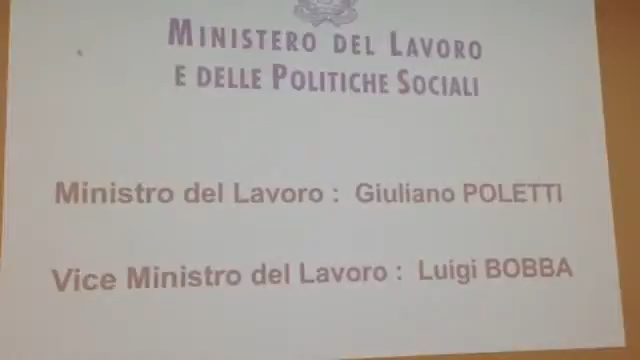 MINISTERO DEL LAVORO
E DELLE POLITICHE SOCIALI
Ministro del Lavoro : Giuliano POLETTI
Vice Ministro del Lavoro : Luigi BOBBA